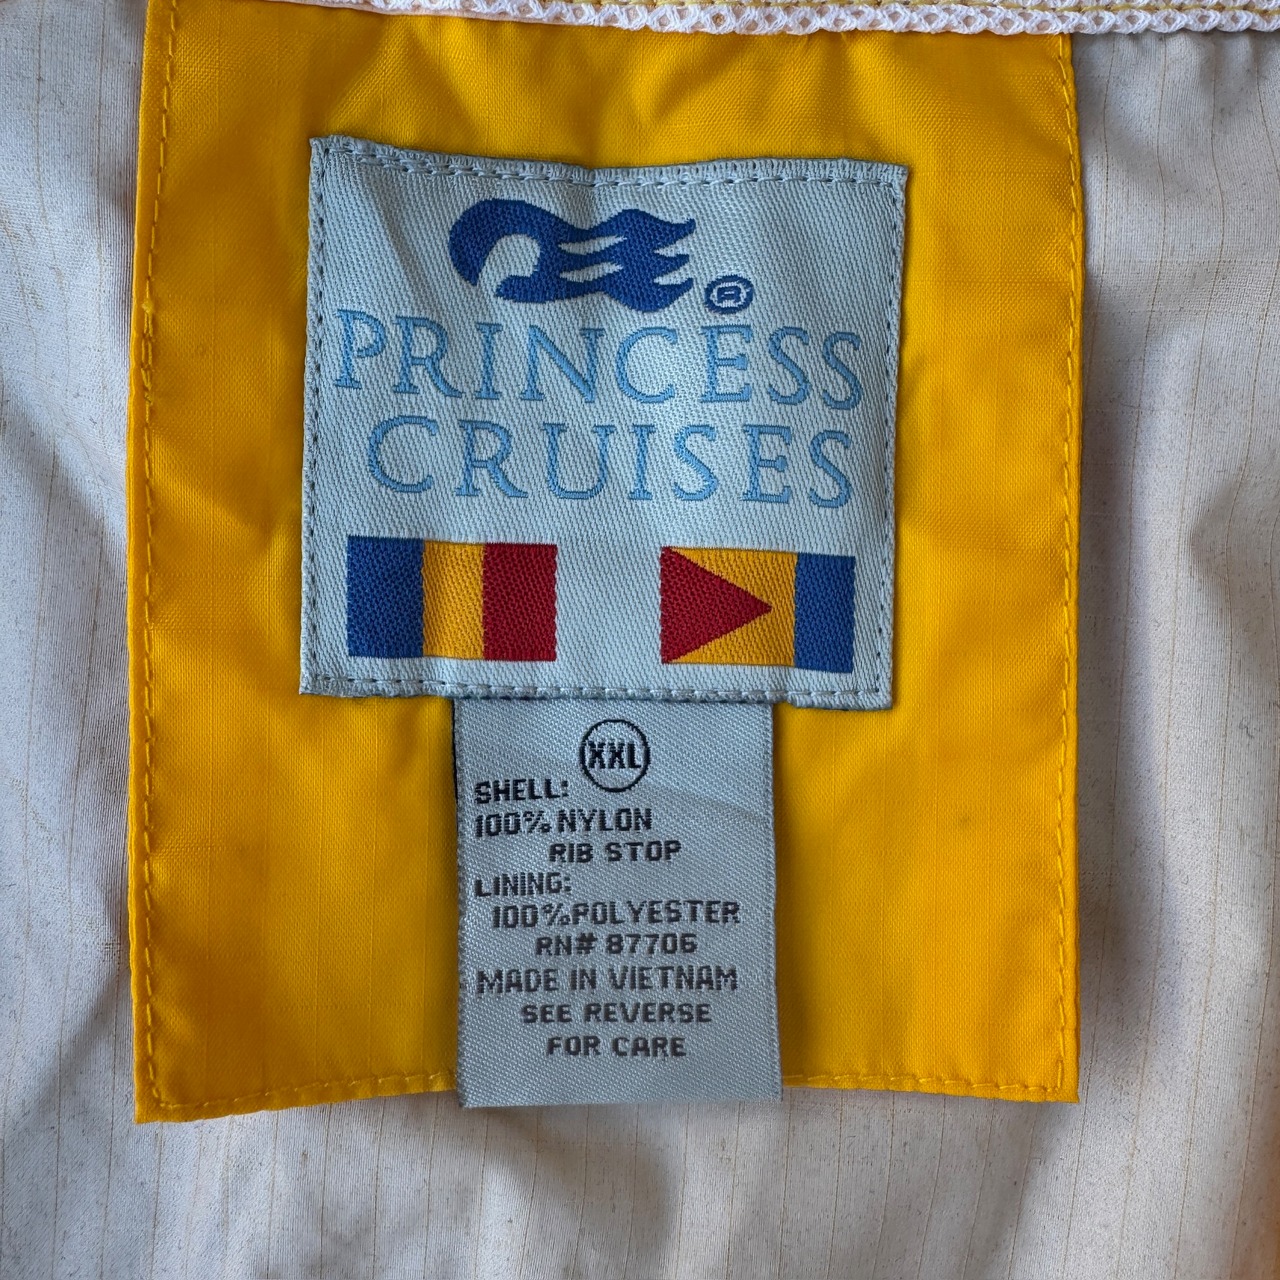 ®
PRINCESS
CRUISES
XXL
SHELL:
100% NYLON
RIB STOP
LINING:
100%POLYESTER
RN# 87706
MADE IN VIETNAM
SEE REVERSE
FOR CARE